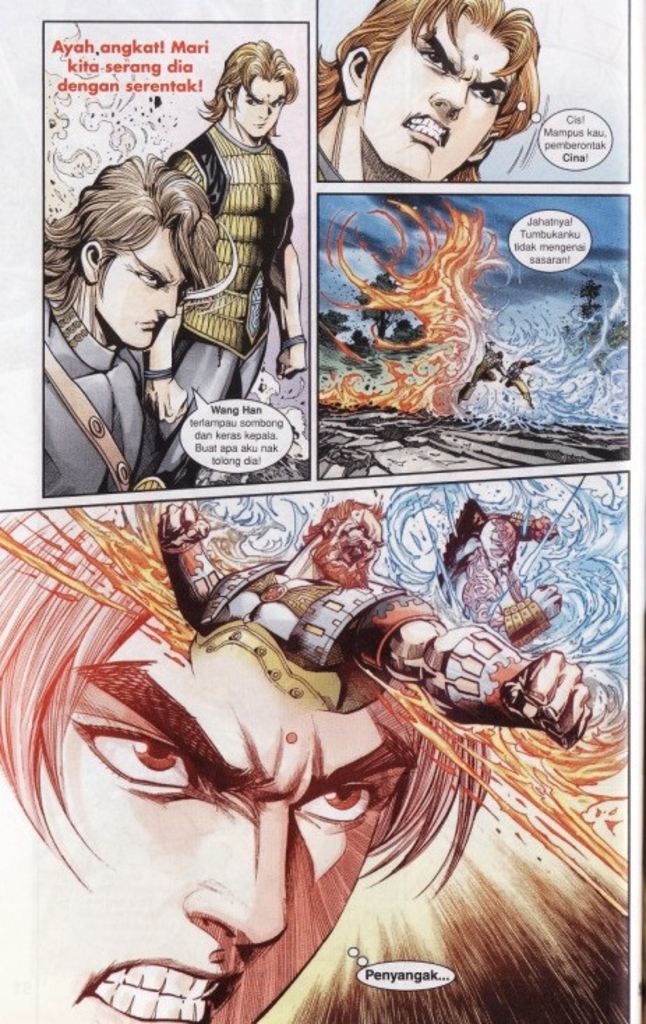 Ayah angkat! Mari
kita serang dia
dengan serentak!
Wang Han
terlampau sombong
dan keras kepala.
Buat apa aku nak
tolong dia!
Cis!
Mampus kau,
pemberontak
Cina!
Jahatnya!
Tumbukanku
tidak mengenai
sasaran!
Penyangak...